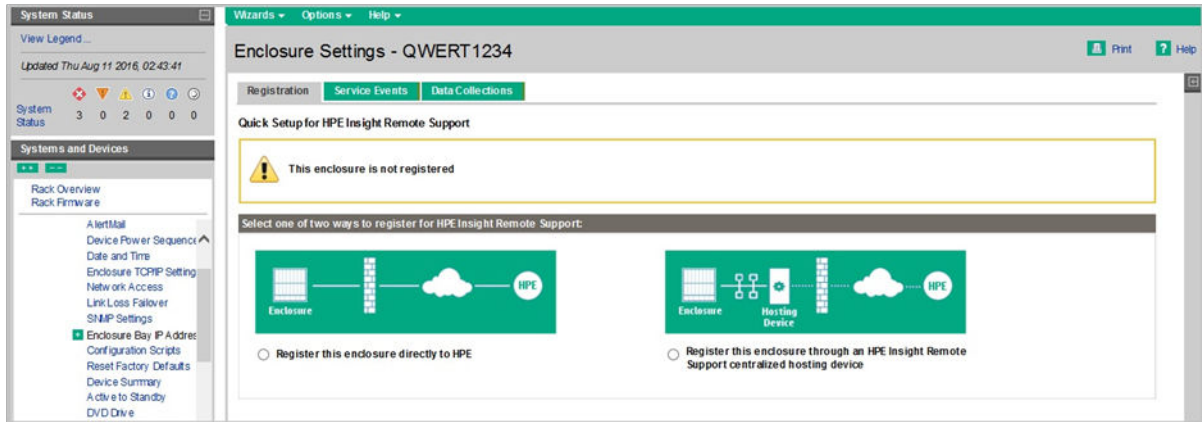 System Status
View Legend...
Updated Thu Aug 11 2016, 02:43:41
System Status 3 0 2 0 0 0
Systems and Devices
Rack Overview
Rack Firmware
AlertMail
Device Power Sequence
Date and Time
Enclosure TCP/IP Setting
Network Access
Link Loss Failover
SNMP Settings
Enclosure Bay IP Addres
Configuration Scripts
Reset Factory Defaults
Device Summary
Active to Standby
DVD Drive
Wizards Options Help
Enclosure Settings - QWERT1234
Print Help
Registration Service Events Data Collections
Quick Setup for HPE Insight Remote Support
This enclosure is not registered
Select one of two ways to register for HPE Insight Remote Support:
Enclosure
HPE
Register this enclosure directly to HPE
Enclosure
Hosting
Device
HPE
Register this enclosure through an HPE Insight Remote
Support centralized hosting device